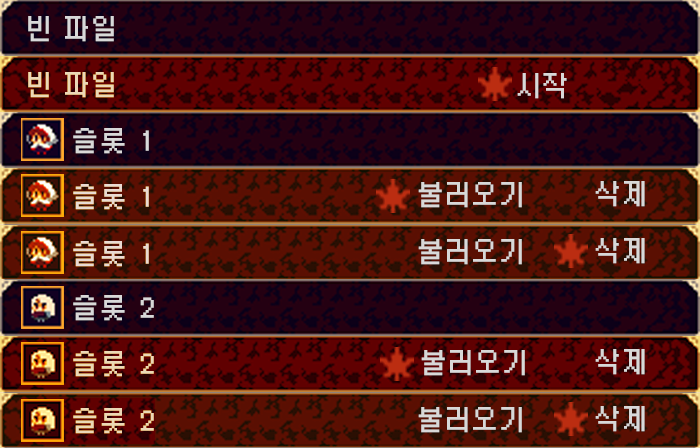 빈 파일
빈 파일 시작
슬롯 1
슬롯 1 불러오기 삭제
슬롯 1 불러오기 삭제
슬롯 2
슬롯 2 불러오기 삭제
슬롯 2 불러오기 삭제